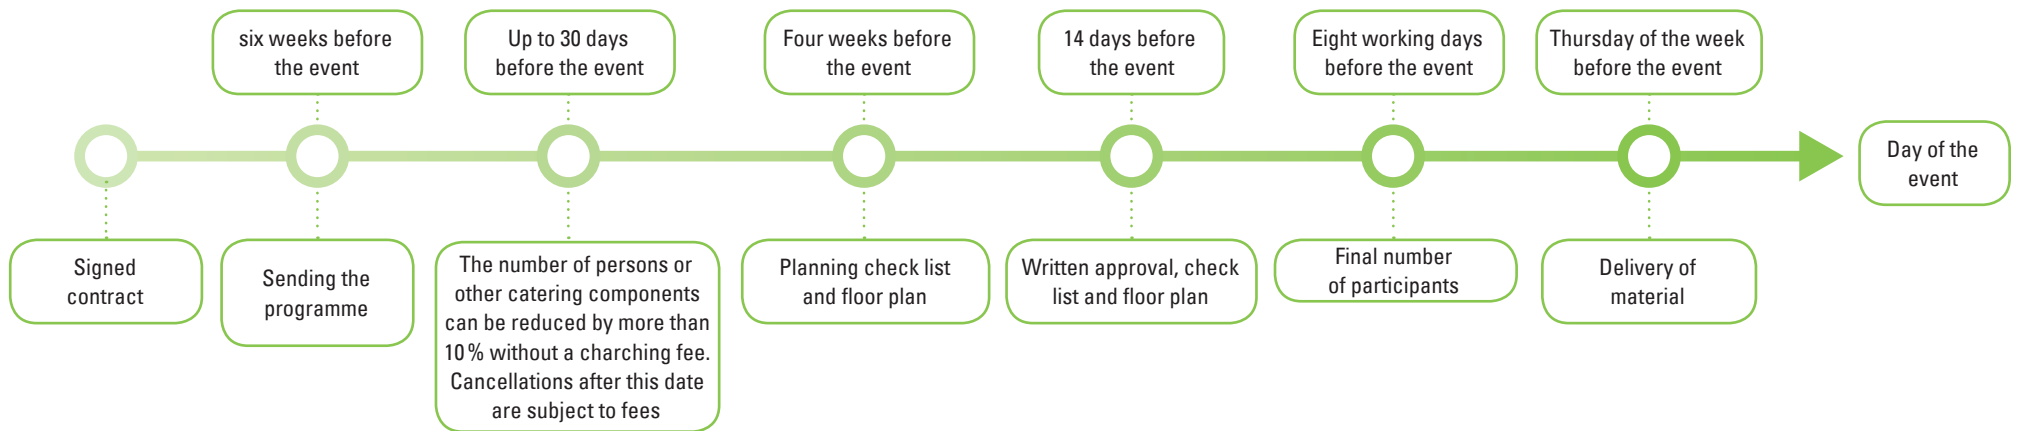 six weeks before
the event
Up to 30 days
before the event
Four weeks before
the event
14 days before
the event
Eight working days
before the event
Thursday of the week
before the event
Day of the
event
Signed
contract
Sending the
programme
The number of persons or
other catering components
can be reduced by more than
10% without a charching fee.
Cancellations after this date
are subject to fees
Planning check list
and floor plan
Written approval, check
list and floor plan
Final number
of participants
Delivery of
material